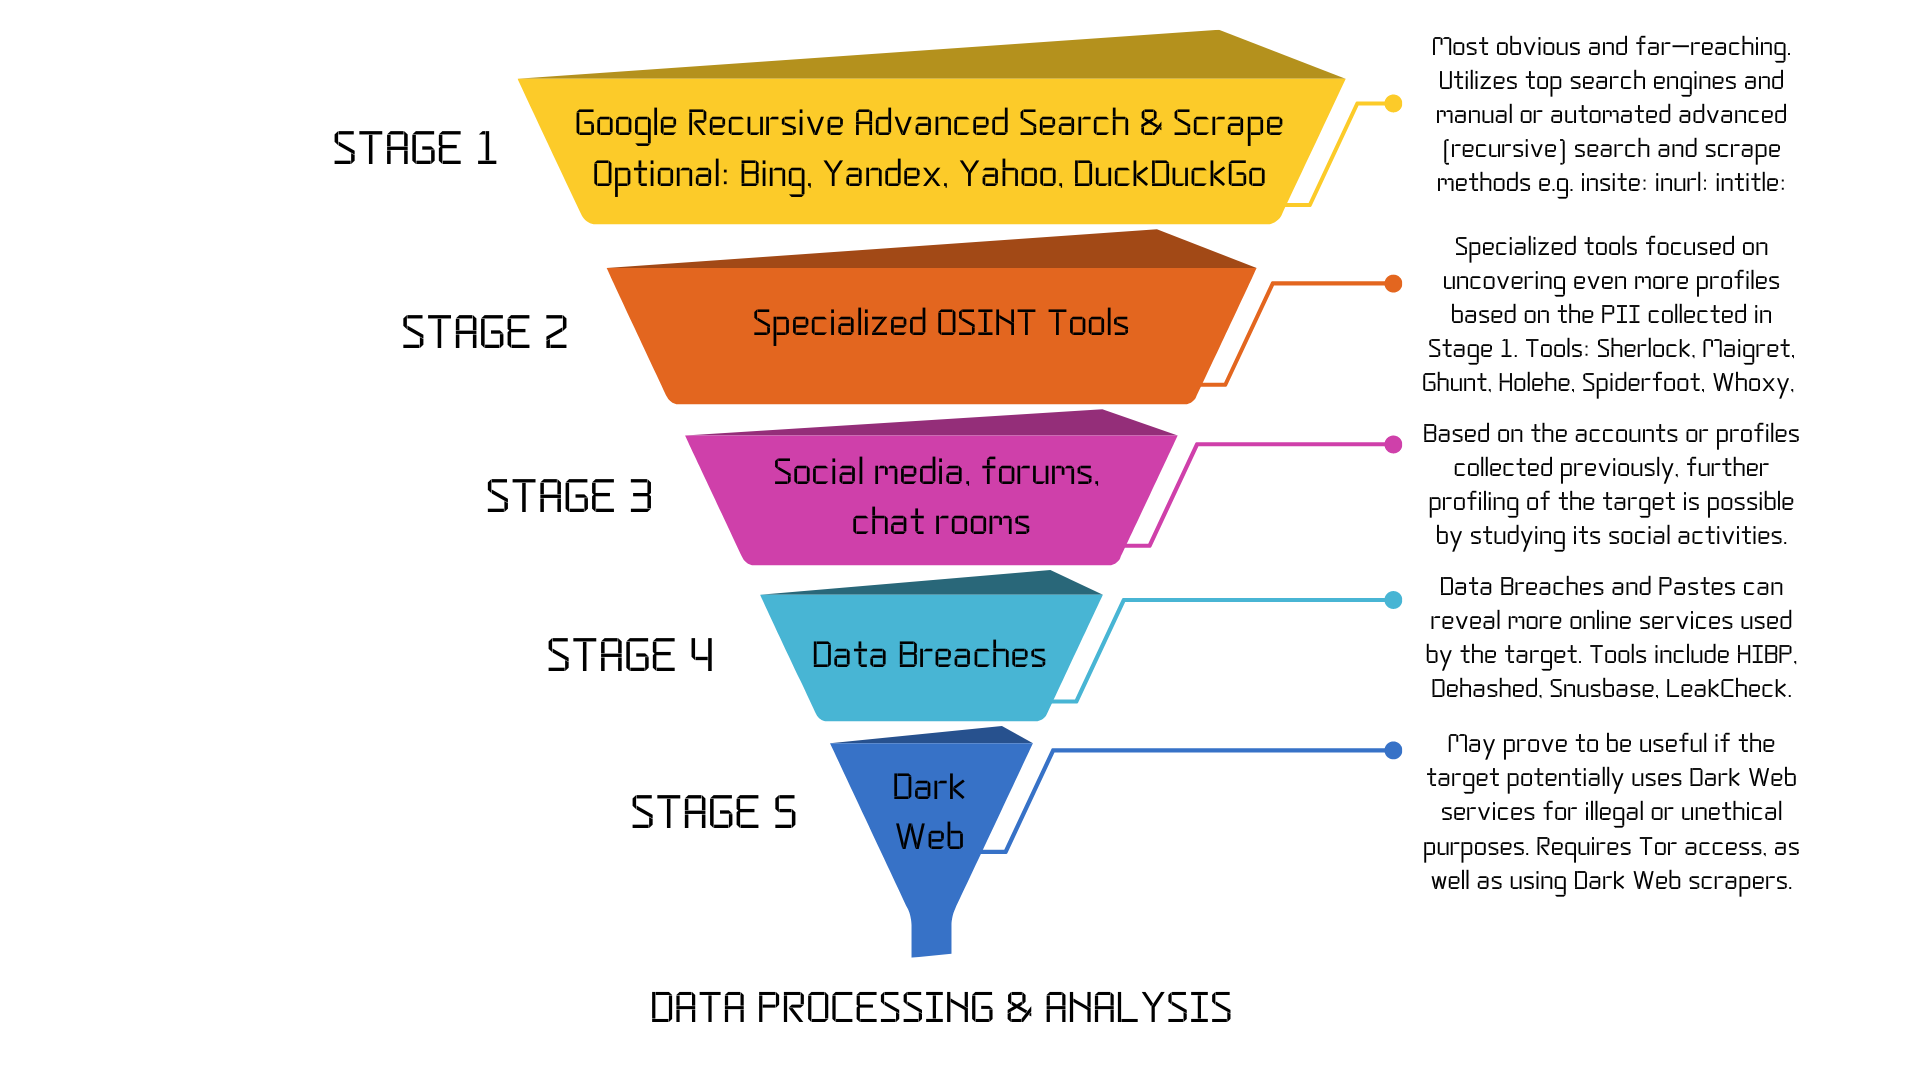 STAGE 1
Google Recursive Advanced Search & Scrape
Optional: Bing, Yandex, Yahoo, DuckDuckGo
Most obvious and far-reaching.
Utilizes top search engines and
manual or automated advanced
(recursive) search and scrape
methods e.g. insite: inurl: intitle:
STAGE 2
Specialized OSINT Tools
Specialized tools focused on
uncovering even more profiles
based on the PII collected in
Stage 1. Tools: Sherlock, Maigret,
Ghunt, Holehe, Spiderfoot, Whoxy,
STAGE 3
Social media, forums,
chat rooms
Based on the accounts or profiles
collected previously, further
profiling of the target is possible
by studying its social activities.
STAGE 4
Data Breaches
Data Breaches and Pastes can
reveal more online services used
by the target. Tools include HIBP,
Dehashed, Snusbase, LeakCheck.
STAGE 5
Dark
Web
May prove to be useful if the
target potentially uses Dark Web
services for illegal or unethical
purposes. Requires Tor access, as
well as using Dark Web scrapers.
DATA PROCESSING & ANALYSIS